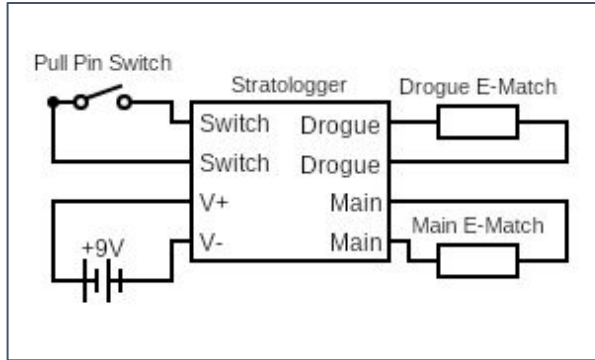 Pull Pin Switch
Stratologger
Drogue E-Match
Switch Drogue
Switch Drogue
V+ Main
V- Main
+9V
Main E-Match